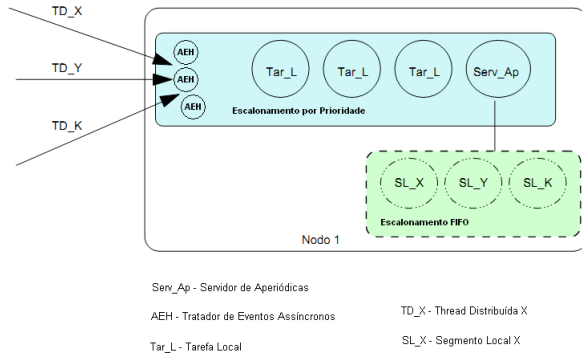 TD_X
TD_Y
TD_K
AEH
AEH
AEH
Tar_L
Tar_L
Tar_L
Serv_Ap
Escalonamento por Prioridade
SL_X
SL_Y
SL_K
Escalonamento FIFO
Nodo 1
Serv_Ap - Servidor de Aperiódicas
AEH - Tratador de Eventos Assíncronos
Tar_L - Tarefa Local
TD_X - Thread Distribuída X
SL_X - Segmento Local X